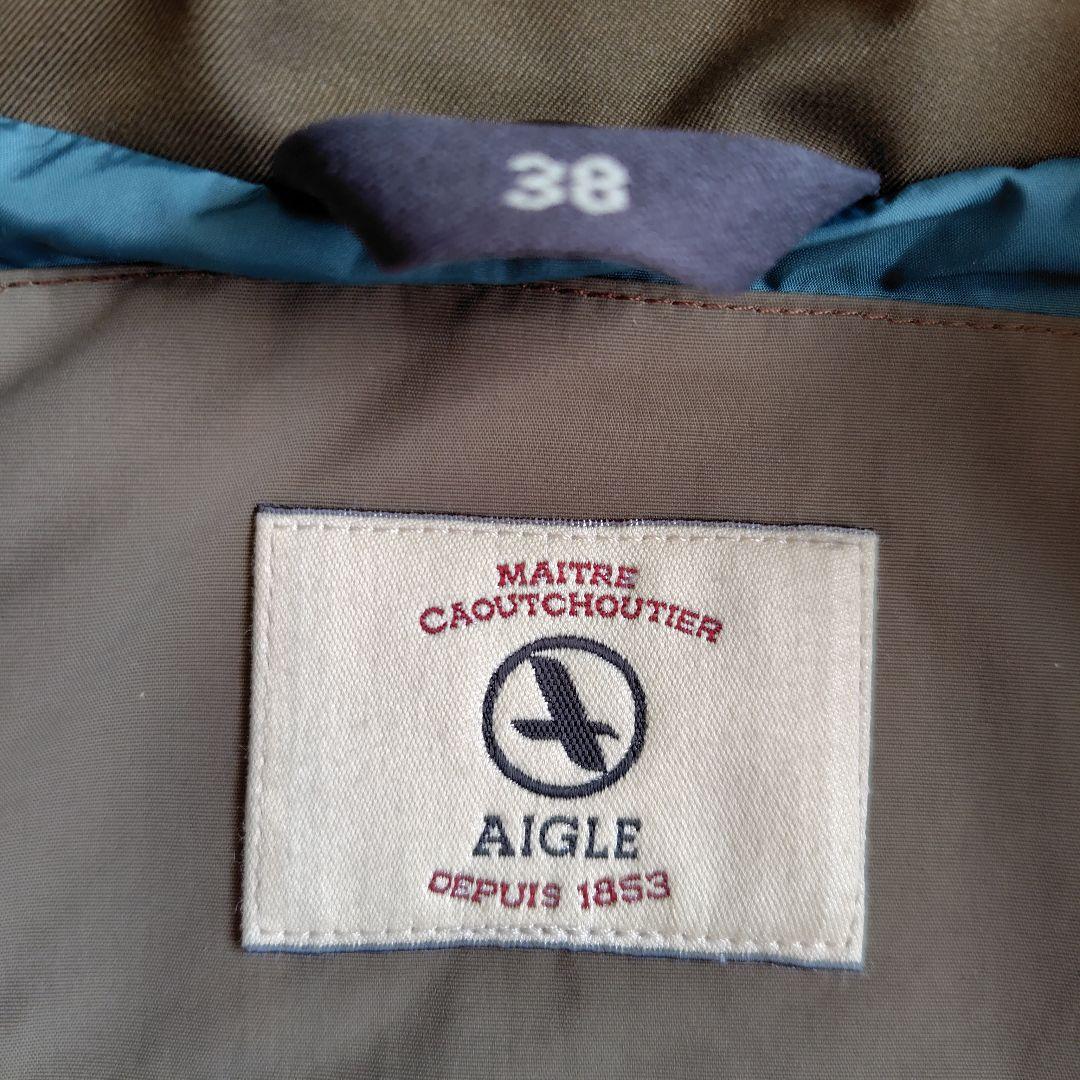 38
MAITRE
CAOUTCHOUTIER
AIGLE
DEPUIS 1853